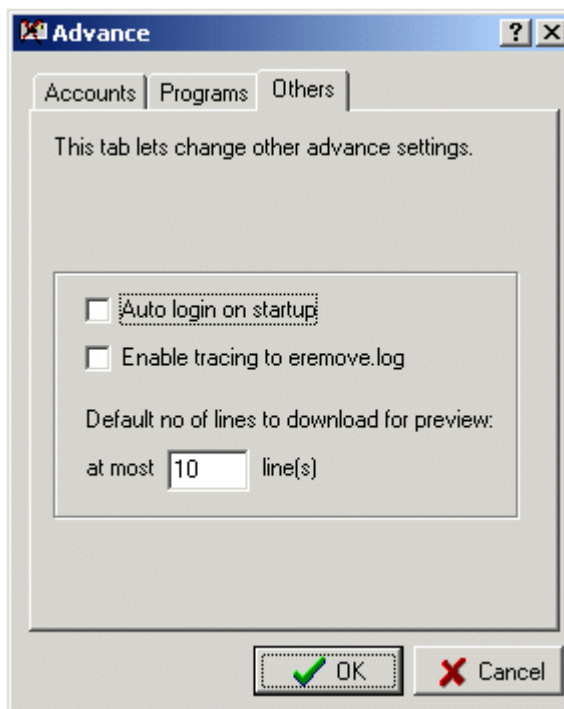 Advance
Accounts Programs Others
This tab lets change other advance settings.
Auto login on startup
Enable tracing to eremove.log
Default no of lines to download for preview:
at most 10 line(s)
OK Cancel